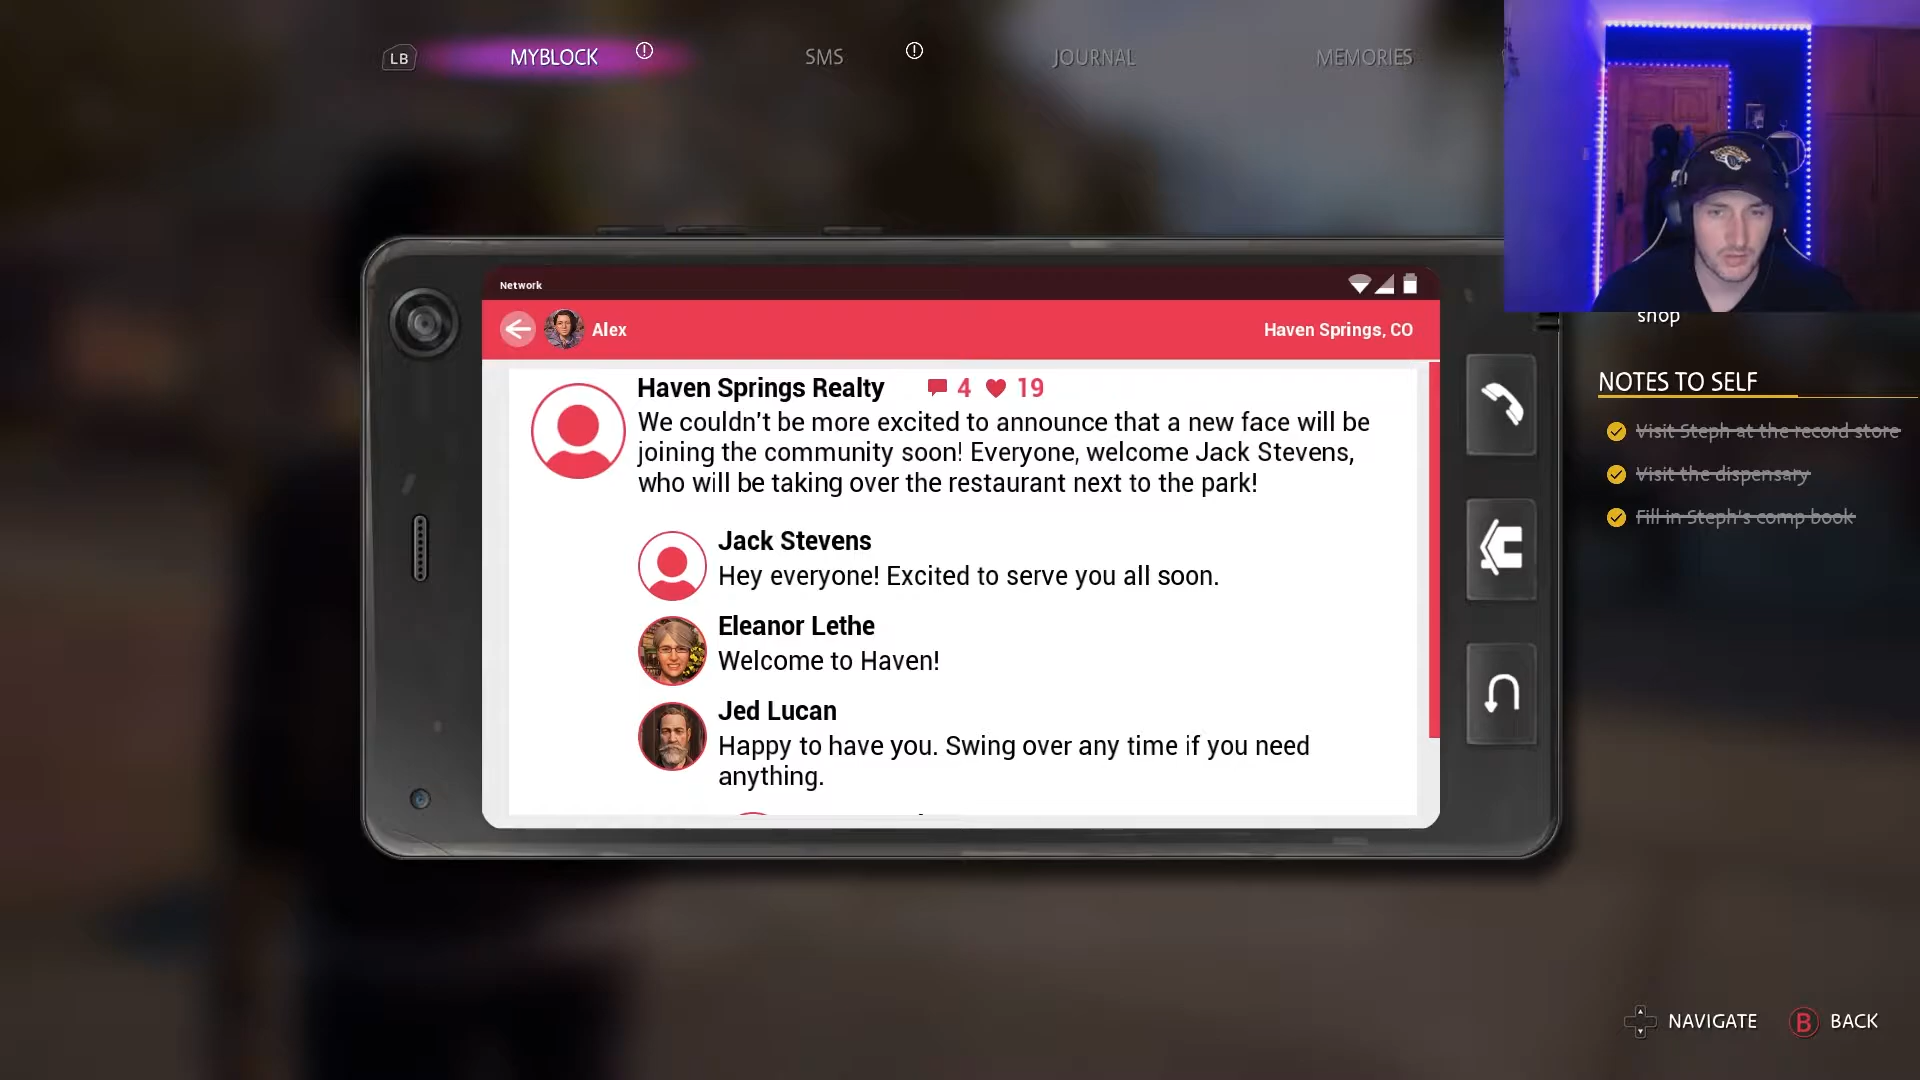 LB
MYBLOCK
SMS
JOURNAL
MEMORIES
Network
Alex
Haven Springs, CO
Haven Springs Realty 4 19
We couldn't be more excited to announce that a new face will be
joining the community soon! Everyone, welcome Jack Stevens,
who will be taking over the restaurant next to the park!
Jack Stevens
Hey everyone! Excited to serve you all soon.
Eleanor Lethe
Welcome to Haven!
Jed Lucan
Happy to have you. Swing over any time if you need
anything.
shop
NOTES TO SELF
Visit Steph at the record store
Visit the dispensary
Fill in Steph's comp book
NAVIGATE
B BACK